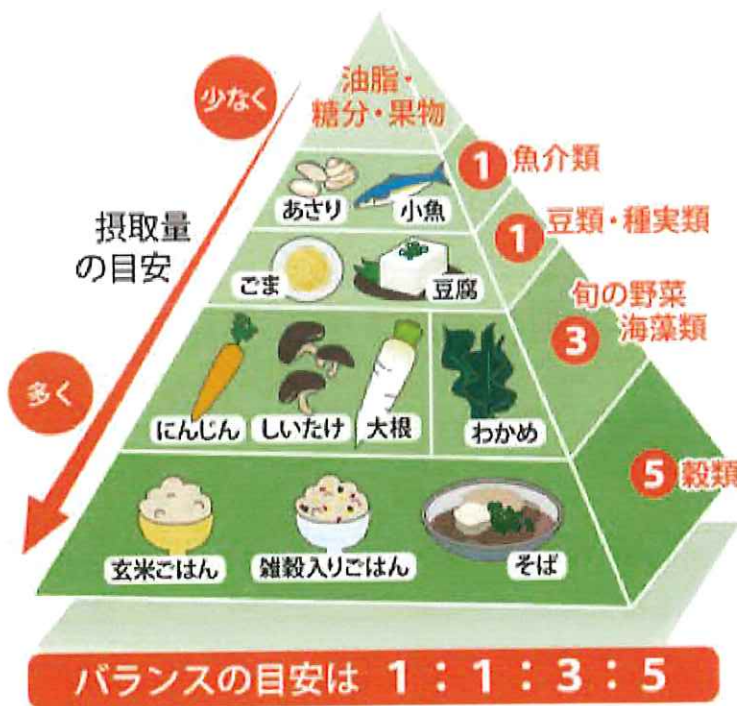 少なく
油脂・
糖分・果物
1 魚介類
あさり
小魚
摂取量
の目安
1 豆類・種実類
ごま
豆腐
旬の野菜
海藻類
3
多く
にんじん
しいたけ
大根
わかめ
5 穀類
玄米ごはん
雑穀入りごはん
そば
バランスの目安は 1:1:3:5